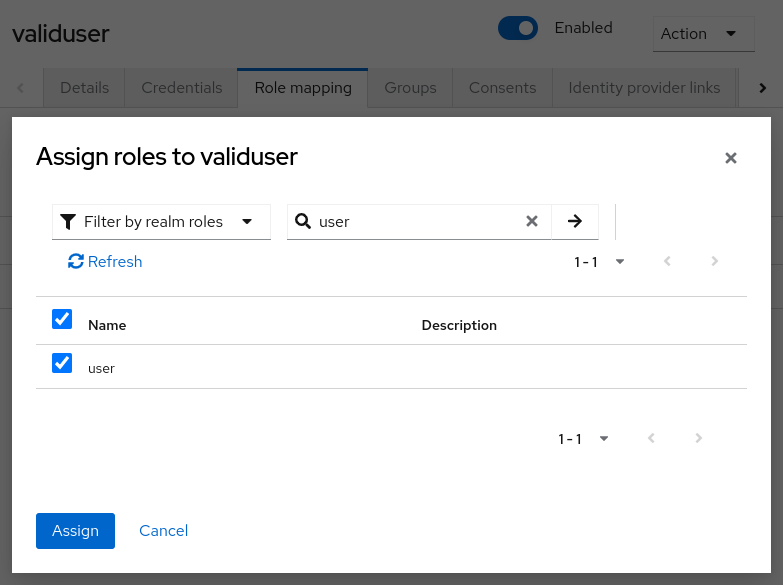 validuser
Enabled
Action
Details Credentials Role mapping Groups Consents Identity provider links
Assign roles to validuser
Filter by realm roles user
Refresh 1 - 1
Name Description
user
1 - 1
Assign Cancel